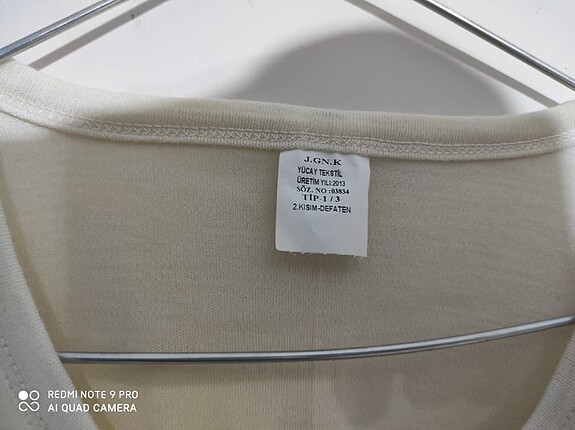 J.GN.K
YÜCAY TEKSTİL
ÜRETİM YILI:2013
SÖZ. NO :03834
TİP-1 / 3
2.KISIM-DEFATEN
REDMI NOTE 9 PRO
AI QUAD CAMERA